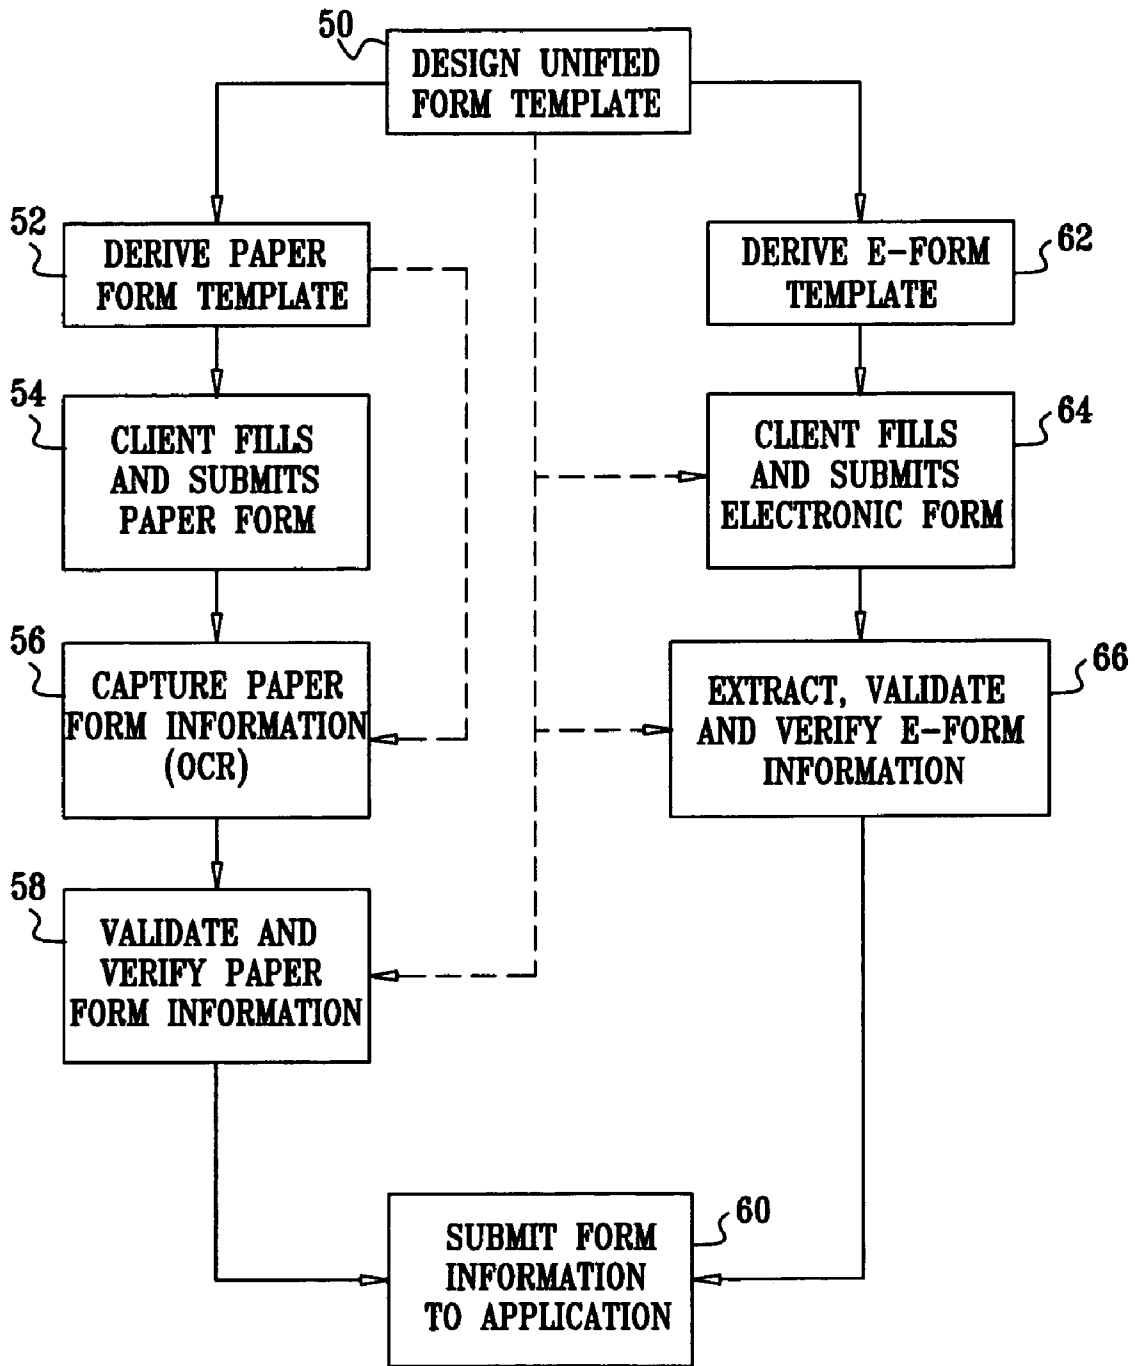 50
DESIGN UNIFIED
FORM TEMPLATE
52
DERIVE PAPER
FORM TEMPLATE
DERIVE E-FORM
TEMPLATE
62
54
CLIENT FILLS
AND SUBMITS
PAPER FORM
CLIENT FILLS
AND SUBMITS
ELECTRONIC FORM
64
56
CAPTURE PAPER
FORM INFORMATION
(OCR)
EXTRACT, VALIDATE
AND VERIFY E-FORM
INFORMATION
66
58
VALIDATE AND
VERIFY PAPER
FORM INFORMATION
SUBMIT FORM
INFORMATION
TO APPLICATION
60